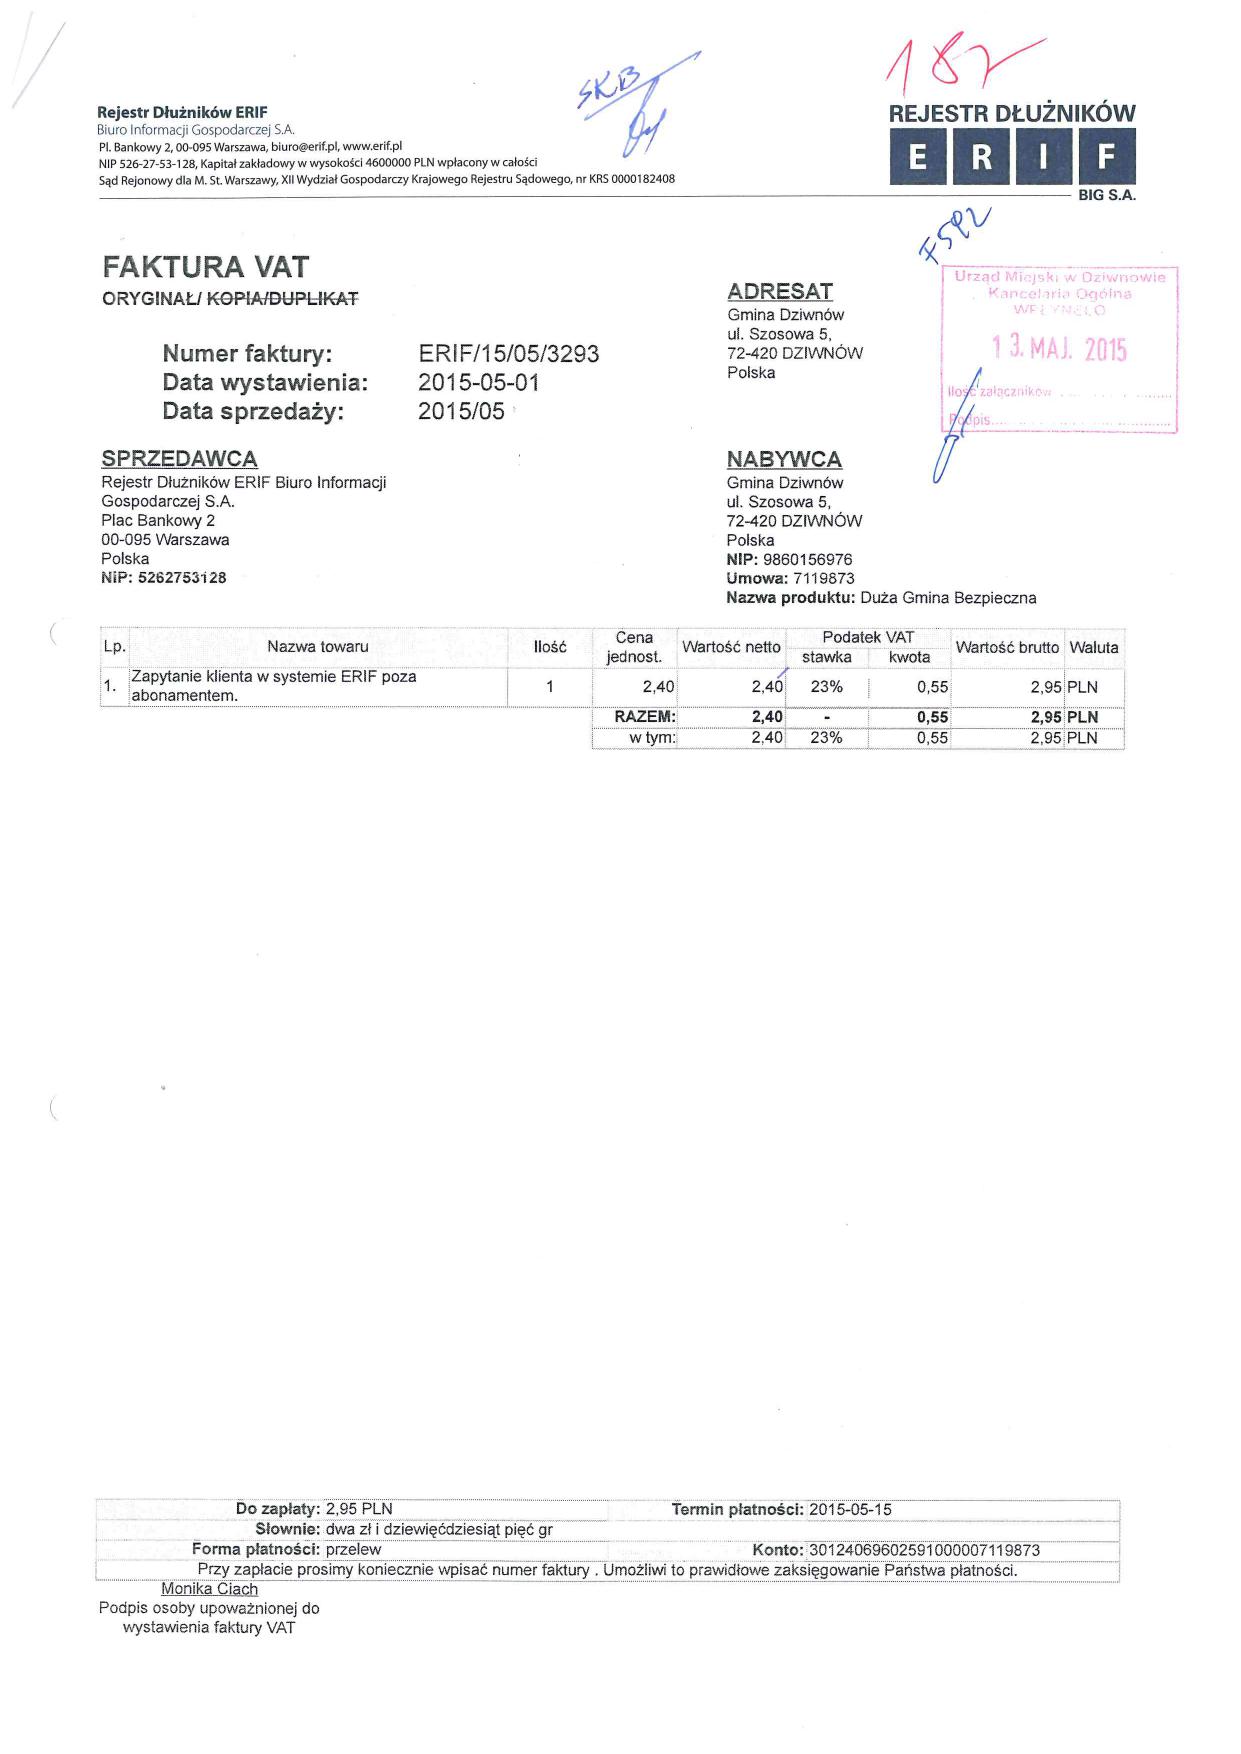 187
SKB
Rejestr Dłużników ERIF
Biuro Informacji Gospodarczej S.A.
Pl. Bankowy 2, 00-095 Warszawa, biuro@erif.pl, www.erif.pl
NIP 526-27-53-128, Kapitał zakładowy w wysokości 4600000 PLN wpłacony w całości
Sąd Rejonowy dla M. St. Warszawy, XII Wydział Gospodarczy Krajowego Rejestru Sądowego, nr KRS 0000182408
REJESTR DŁUŻNIKÓW
E R I F
BIG S.A.
F592
FAKTURA VAT
ORYGINAŁ/ KOPIA/DUPLIKAT
Numer faktury: ERIF/15/05/3293
Data wystawienia: 2015-05-01
Data sprzedaży: 2015/05
ADRESAT
Gmina Dziwnów
ul. Szosowa 5,
72-420 DZIWNÓW
Polska
Urząd Miejski w Dziwnowie
Kancelaria Ogólna
WPŁYNĘŁO
13. MAJ. 2015
Ilość załączników
Podpis
SPRZEDAWCA
Rejestr Dłużników ERIF Biuro Informacji
Gospodarczej S.A.
Plac Bankowy 2
00-095 Warszawa
Polska
NIP: 5262753128
NABYWCA
Gmina Dziwnów
ul. Szosowa 5,
72-420 DZIWNÓW
Polska
NIP: 9860156976
Umowa: 7119873
Nazwa produktu: Duża Gmina Bezpieczna
Lp. Nazwa towaru Ilość Cena jednost. Wartość netto Podatek VAT stawka kwota Wartość brutto Waluta
1. Zapytanie klienta w systemie ERIF poza abonamentem. 1 2,40 2,40 23% 0,55 2,95 PLN
RAZEM: 2,40 - 0,55 2,95 PLN
w tym: 2,40 23% 0,55 2,95 PLN
Do zapłaty: 2,95 PLN Termin płatności: 2015-05-15
Słownie: dwa zł i dziewięćdziesiąt pięć gr
Forma płatności: przelew Konto: 30124069602591000007119873
Przy zapłacie prosimy koniecznie wpisać numer faktury . Umożliwi to prawidłowe zaksięgowanie Państwa płatności.
Monika Ciach
Podpis osoby upoważnionej do
wystawienia faktury VAT